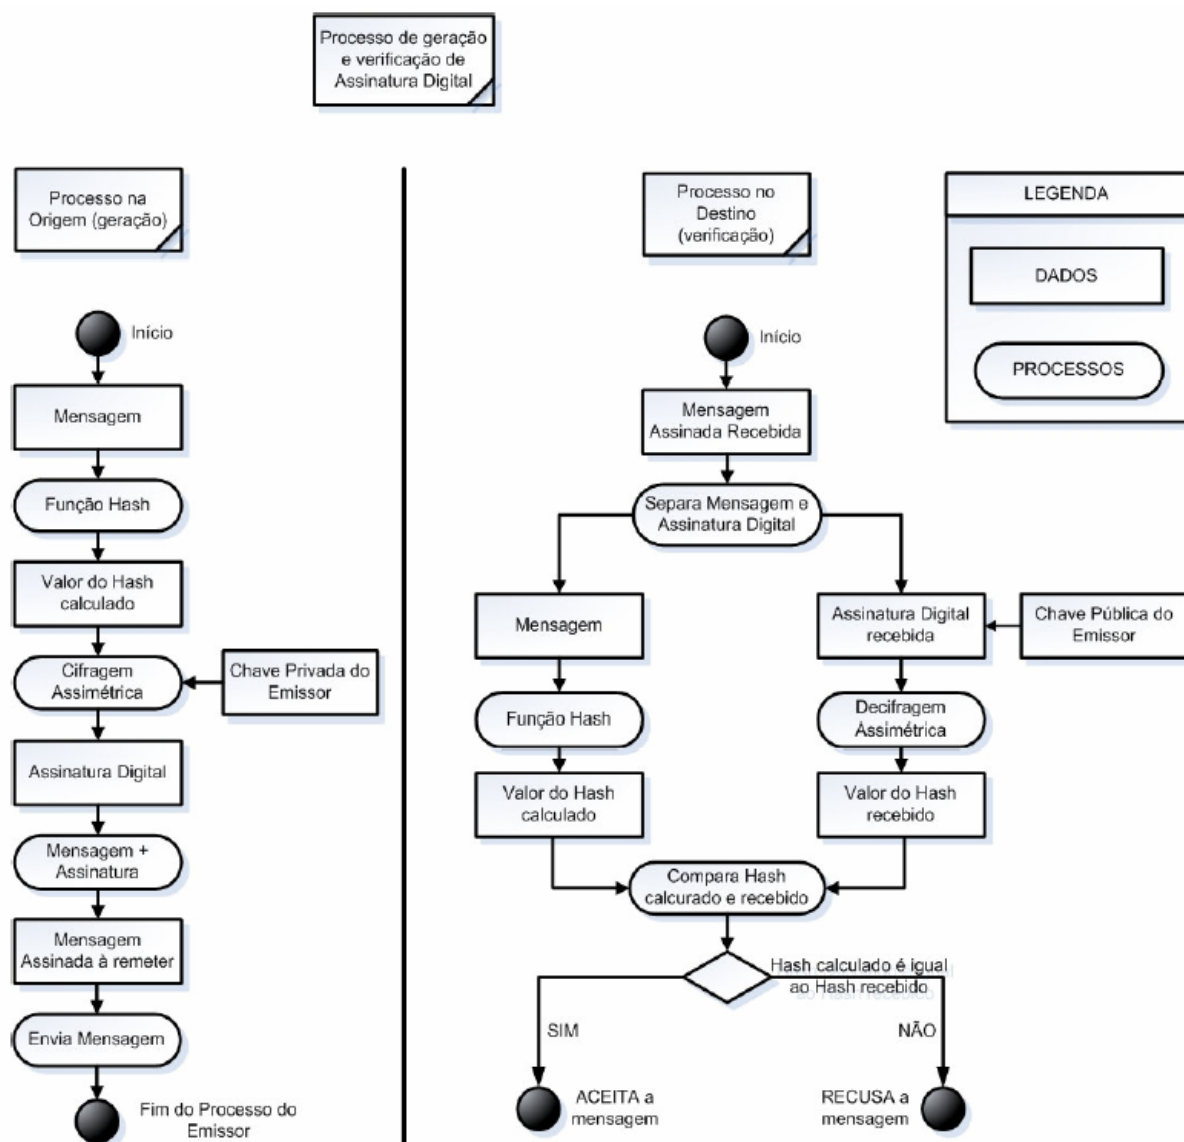 Processo de geração
e verificação de
Assinatura Digital
Processo na
Origem (geração)
Início
Mensagem
Função Hash
Valor do Hash
calculado
Cifragem
Assimétrica
Chave Privada do
Emissor
Assinatura Digital
Mensagem +
Assinatura
Mensagem
Assinada à remeter
Envia Mensagem
Fim do Processo do
Emissor
Processo no
Destino
(verificação)
Início
Mensagem
Assinada Recebida
Separa Mensagem e
Assinatura Digital
Mensagem
Função Hash
Valor do Hash
calculado
Assinatura Digital
recebida
Chave Pública do
Emissor
Decifragem
Assimétrica
Valor do Hash
recebido
Compara Hash
calcurado e recebido
Hash calculado é igual
ao Hash recebido
SIM
NÃO
ACEITA a
mensagem
RECUSA a
mensagem
LEGENDA
DADOS
PROCESSOS